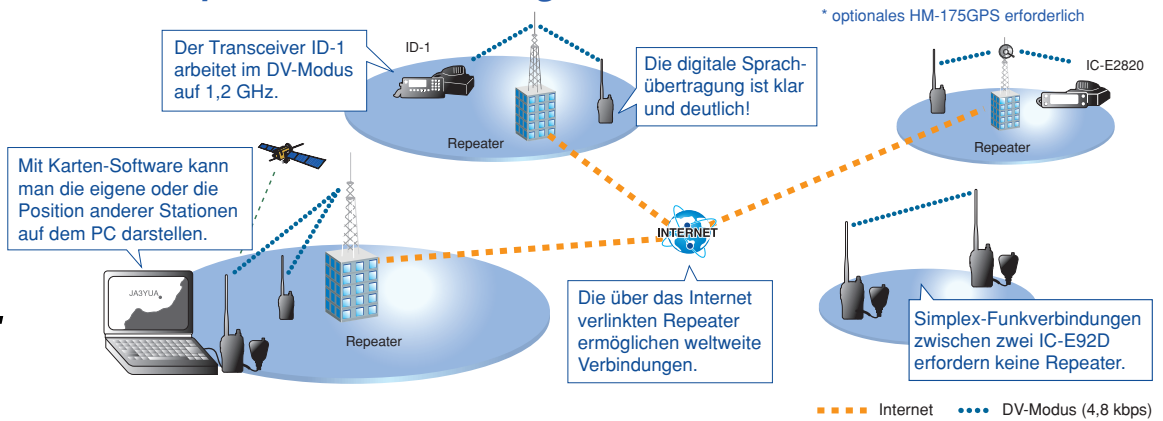 * optionales HM-175GPS erforderlich
Der Transceiver ID-1
arbeitet im DV-Modus
auf 1,2 GHz.
ID-1
Die digitale Sprach-
übertragung ist klar
und deutlich!
IC-E2820
Repeater
Repeater
Mit Karten-Software kann
man die eigene oder die
Position anderer Stationen
auf dem PC darstellen.
INTERNET
JA3YUA
Repeater
Die über das Internet
verlinkten Repeater
ermöglichen weltweite
Verbindungen.
Simplex-Funkverbindungen
zwischen zwei IC-E92D
erfordern keine Repeater.
Internet
DV-Modus (4,8 kbps)